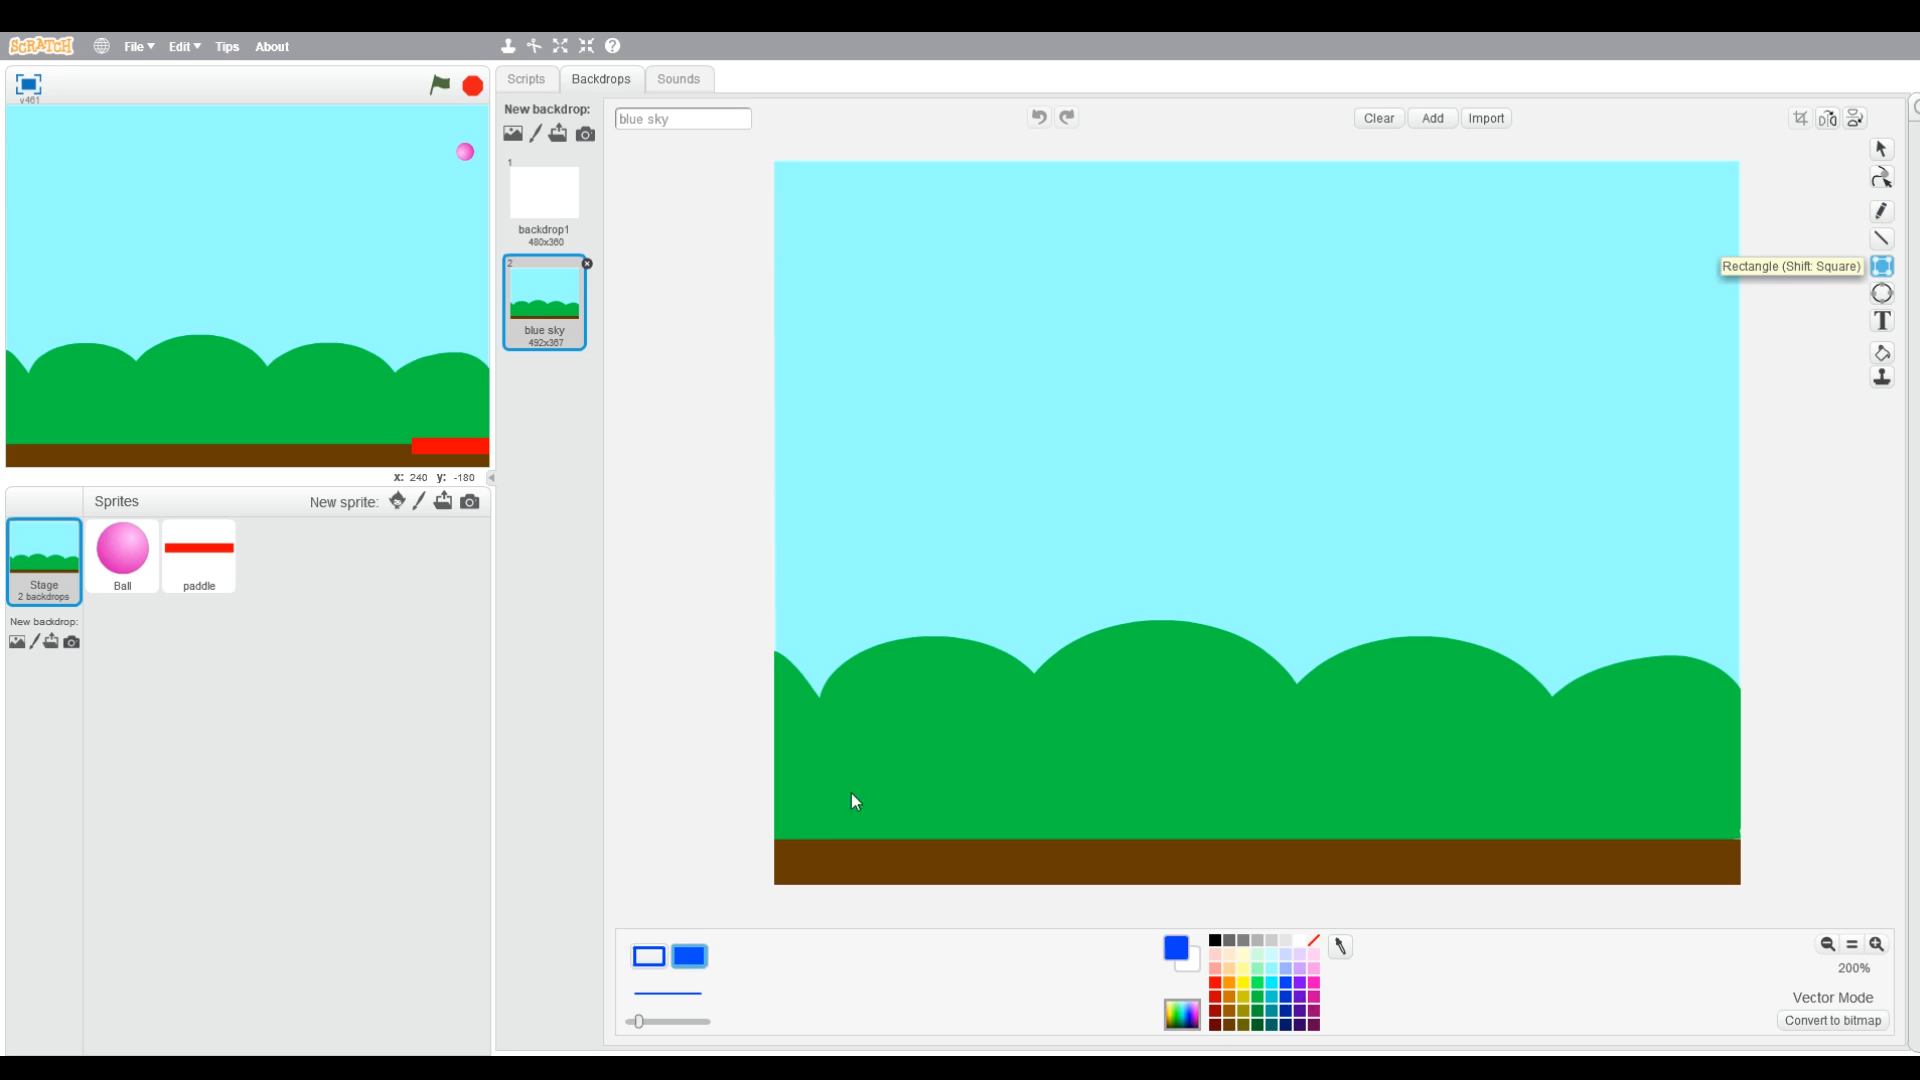 SCRATCH File Edit Tips About
v461
Scripts Backdrops Sounds
New backdrop:
blue sky
Clear Add Import
1
backdrop1
480x360
2
blue sky
492x367
Rectangle (Shift: Square)
T
x: 240 y: -180
Sprites New sprite:
Stage
2 backdrops
Ball
paddle
New backdrop:
200%
Vector Mode
Convert to bitmap